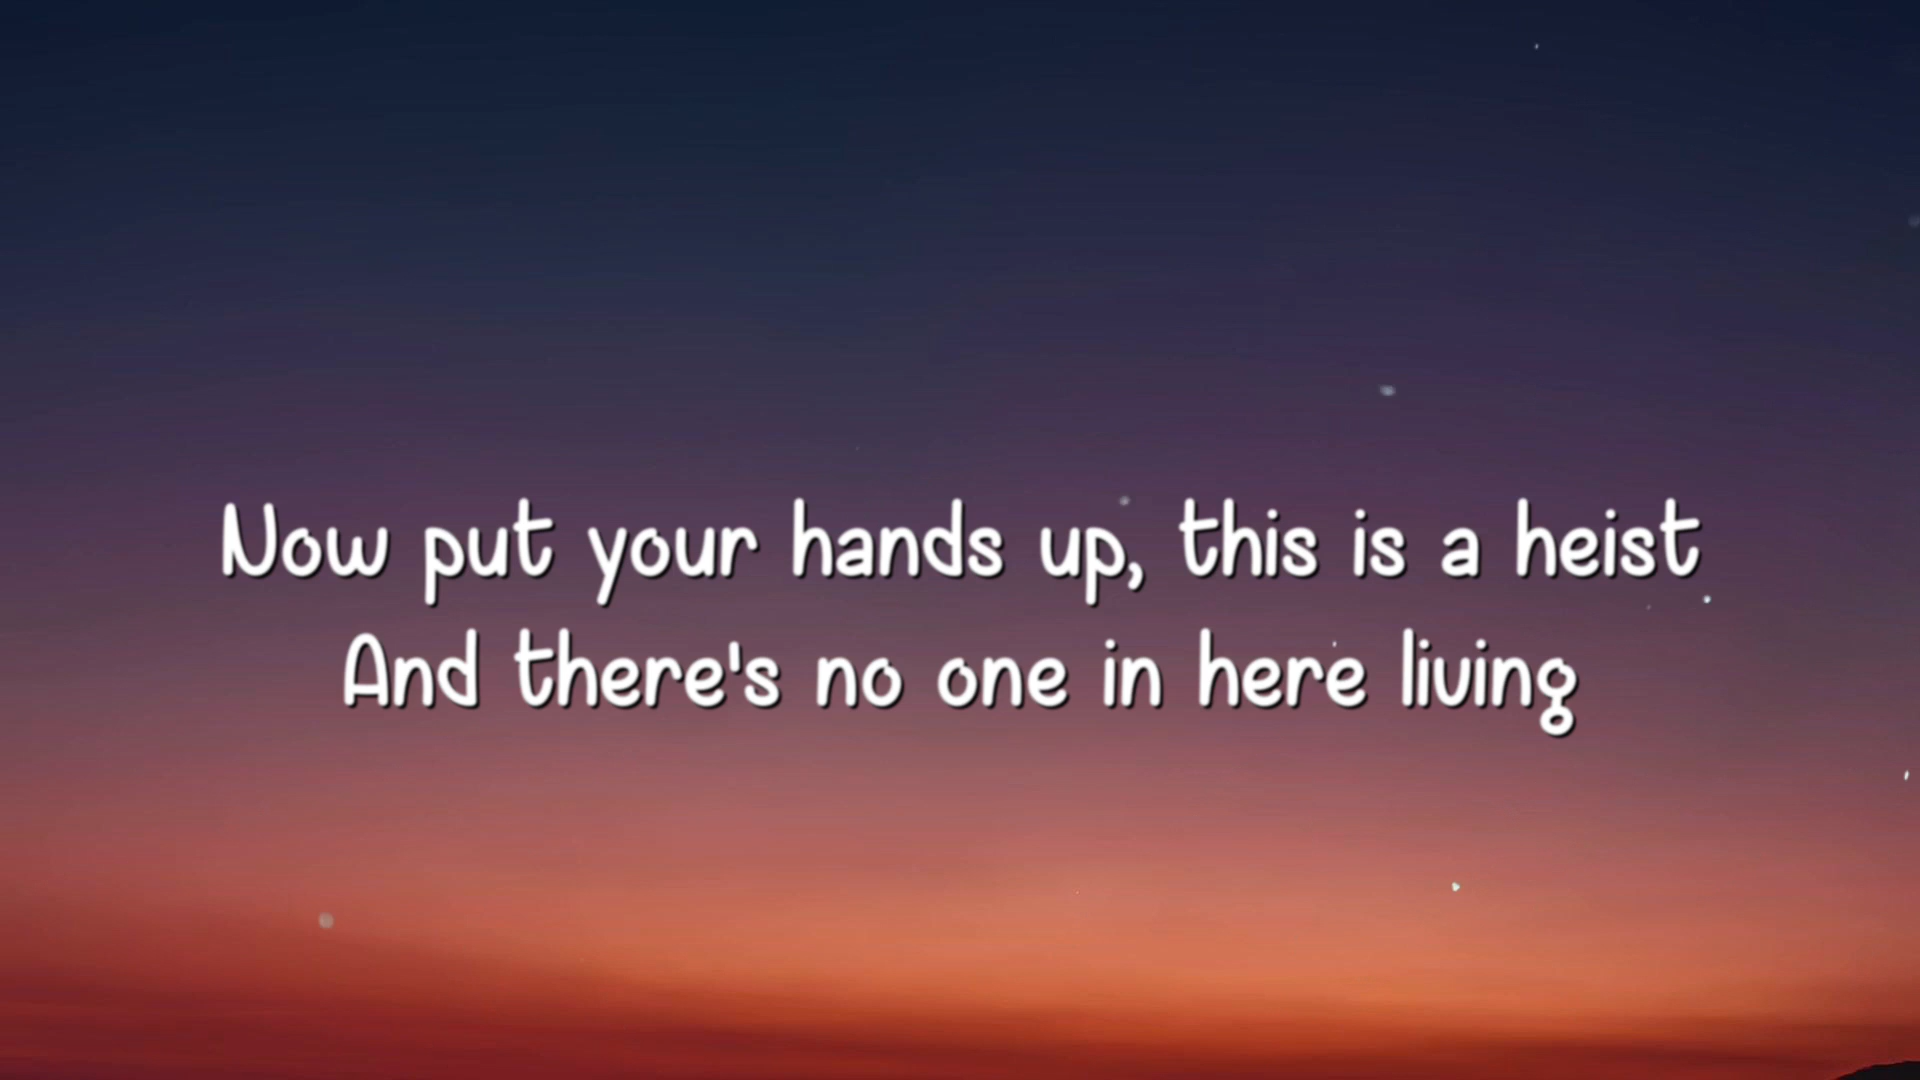 Now put your hands up, this is a heist
And there's no one in here living